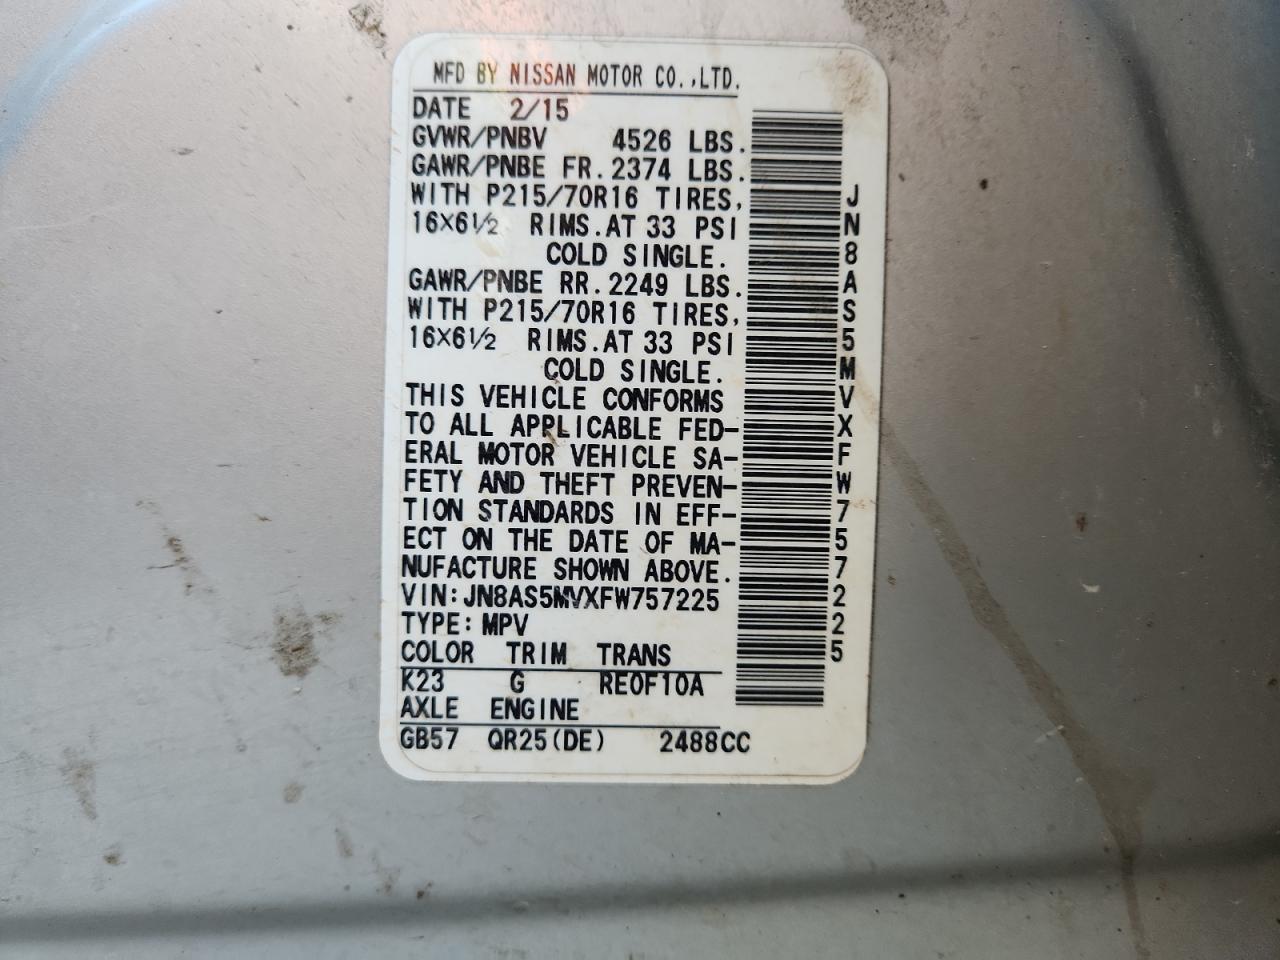 MFD BY NISSAN MOTOR CO.,LTD.
DATE 2/15
GVWR/PNBV 4526 LBS.
GAWR/PNBE FR. 2374 LBS.
WITH P215/70R16 TIRES,
16X6½ RIMS. AT 33 PSI
COLD SINGLE.
GAWR/PNBE RR. 2249 LBS.
WITH P215/70R16 TIRES,
16X6½ RIMS. AT 33 PSI
COLD SINGLE.
THIS VEHICLE CONFORMS
TO ALL APPLICABLE FED-
ERAL MOTOR VEHICLE SA-
FETY AND THEFT PREVEN-
TION STANDARDS IN EFF-
ECT ON THE DATE OF MA-
NUFACTURE SHOWN ABOVE.
VIN:JN8AS5MVXFW757225
TYPE:MPV
COLOR TRIM TRANS
K23 G RE0F10A
AXLE ENGINE
GB57 QR25(DE) 2488CC
JN8AS5MVXFW757225